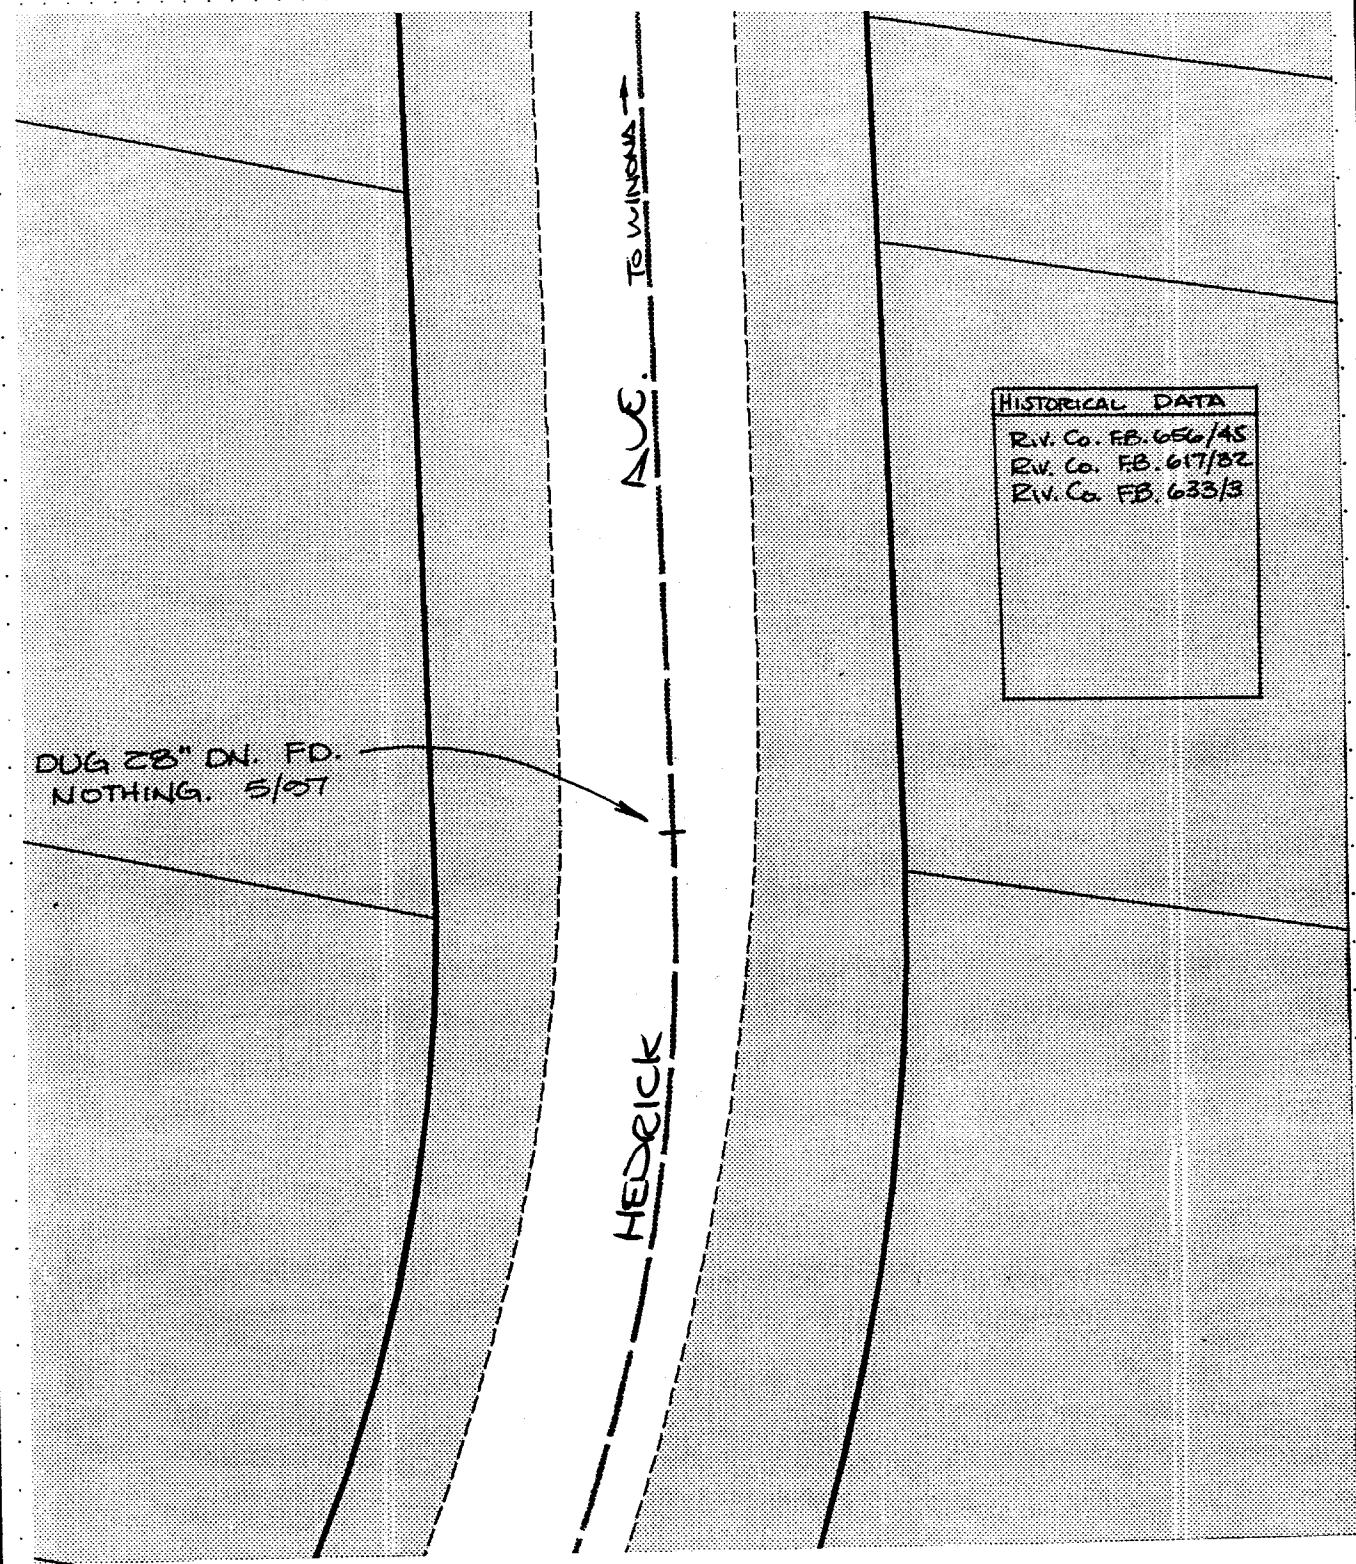 TO WINONA →
AVE.
HISTORICAL DATA
RIV. CO. F.B. 656/45
RIV. CO. F.B. 617/32
RIV. CO. F.B. 633/3
DUG 28" DN. FD.
NOTHING. 5/07
HEDRICK